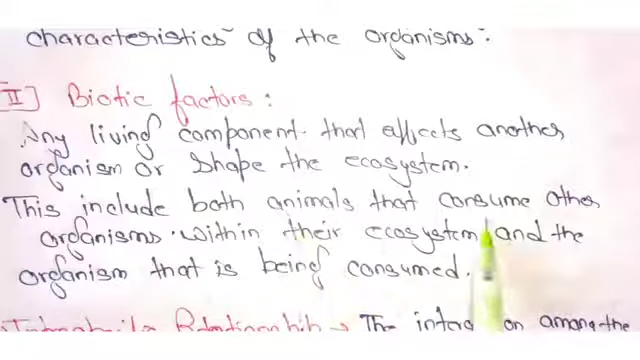 characteristics of the organisms.
II] Biotic factors:
Any living component that affects another
organism or shape the ecosystem.
This include both animals that consume other
organisms within their ecosystem and the
organism that is being consumed.
Relationship → The among the